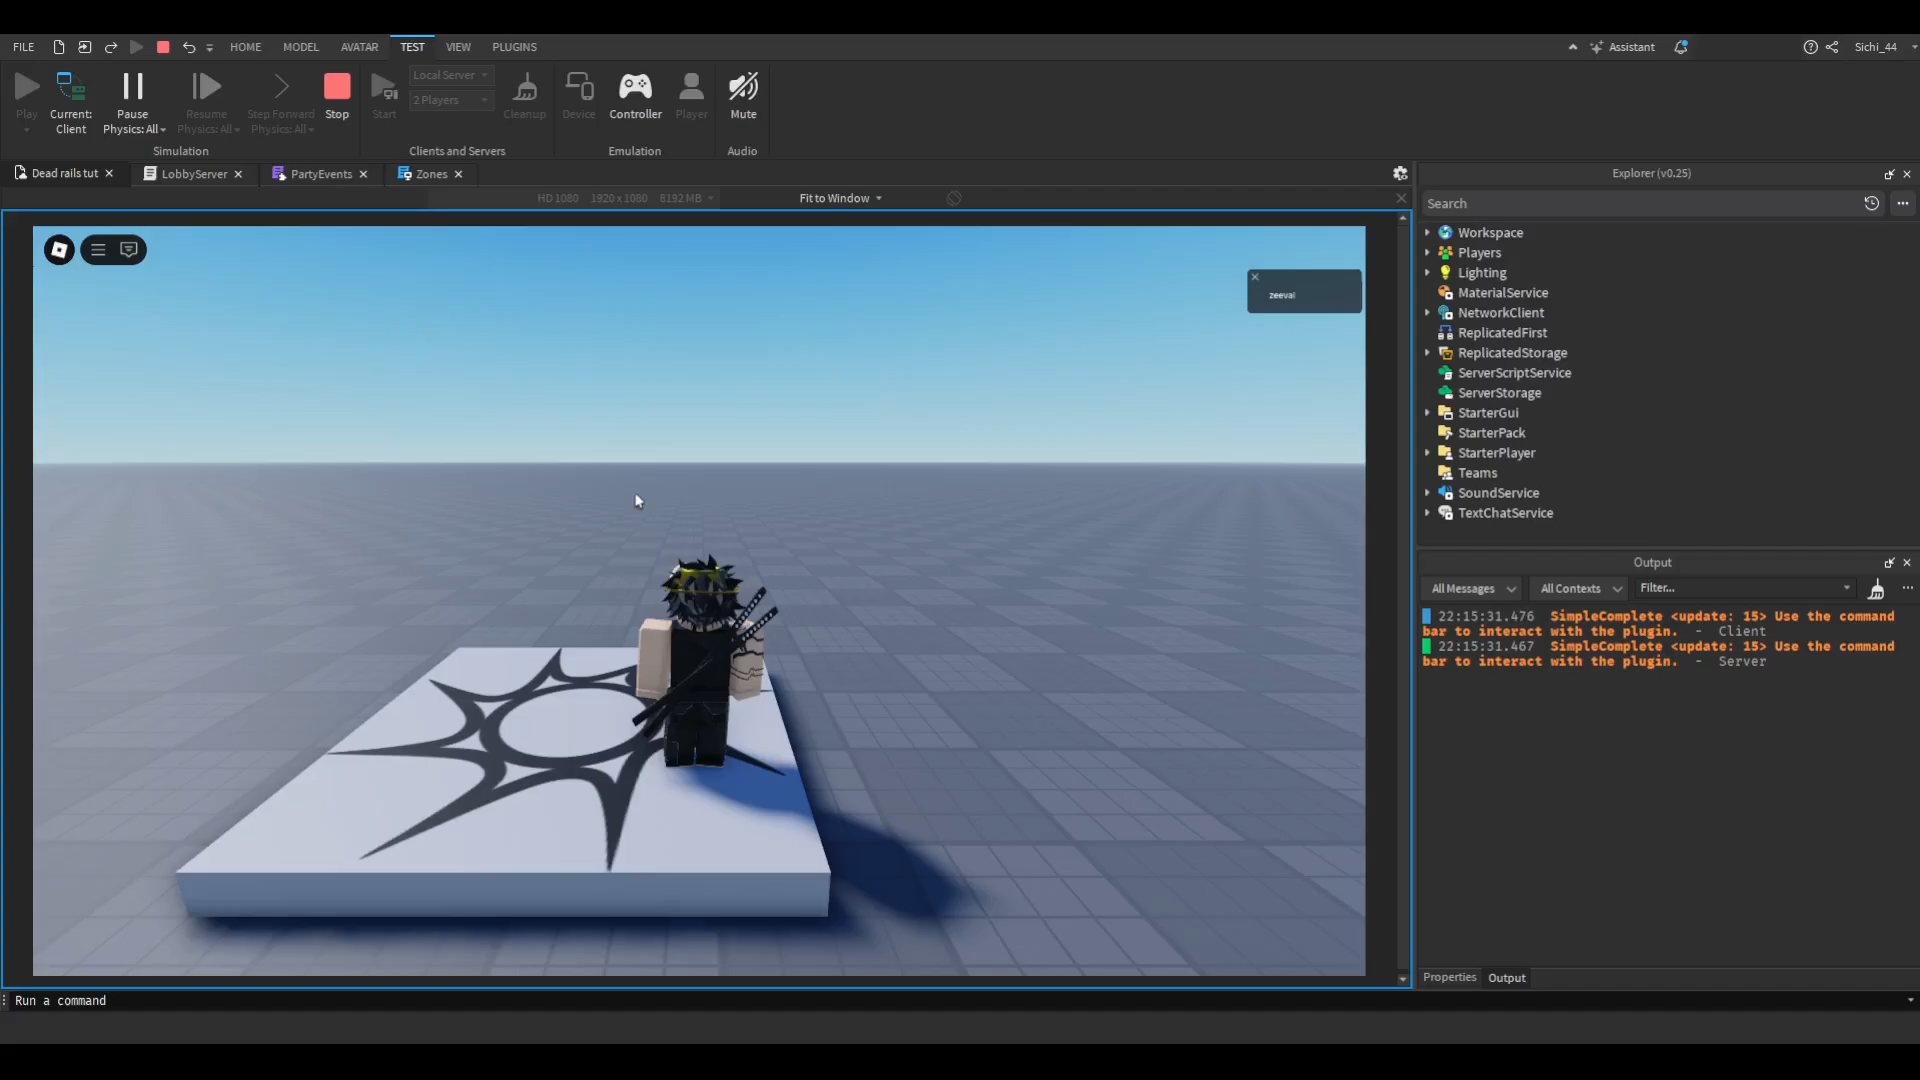 FILE HOME MODEL AVATAR TEST VIEW PLUGINS Assistant Sichi_44
Play Current: Client Pause Physics: All Resume Physics: All Step Forward Physics: All Stop Start Local Server 2 Players Cleanup Device Controller Player Mute
Simulation Clients and Servers Emulation Audio
Dead rails tut LobbyServer PartyEvents Zones
HD 1080 1920 x 1080 8192 MB Fit to Window
zeeval
Explorer (v0.25)
Search
Workspace
Players
Lighting
MaterialService
NetworkClient
ReplicatedFirst
ReplicatedStorage
ServerScriptService
ServerStorage
StarterGui
StarterPack
StarterPlayer
Teams
SoundService
TextChatService
Output
All Messages All Contexts Filter...
22:15:31.476 SimpleComplete <update: 15> Use the command
bar to interact with the plugin. - Client
22:15:31.467 SimpleComplete <update: 15> Use the command
bar to interact with the plugin. - Server
Properties Output
Run a command